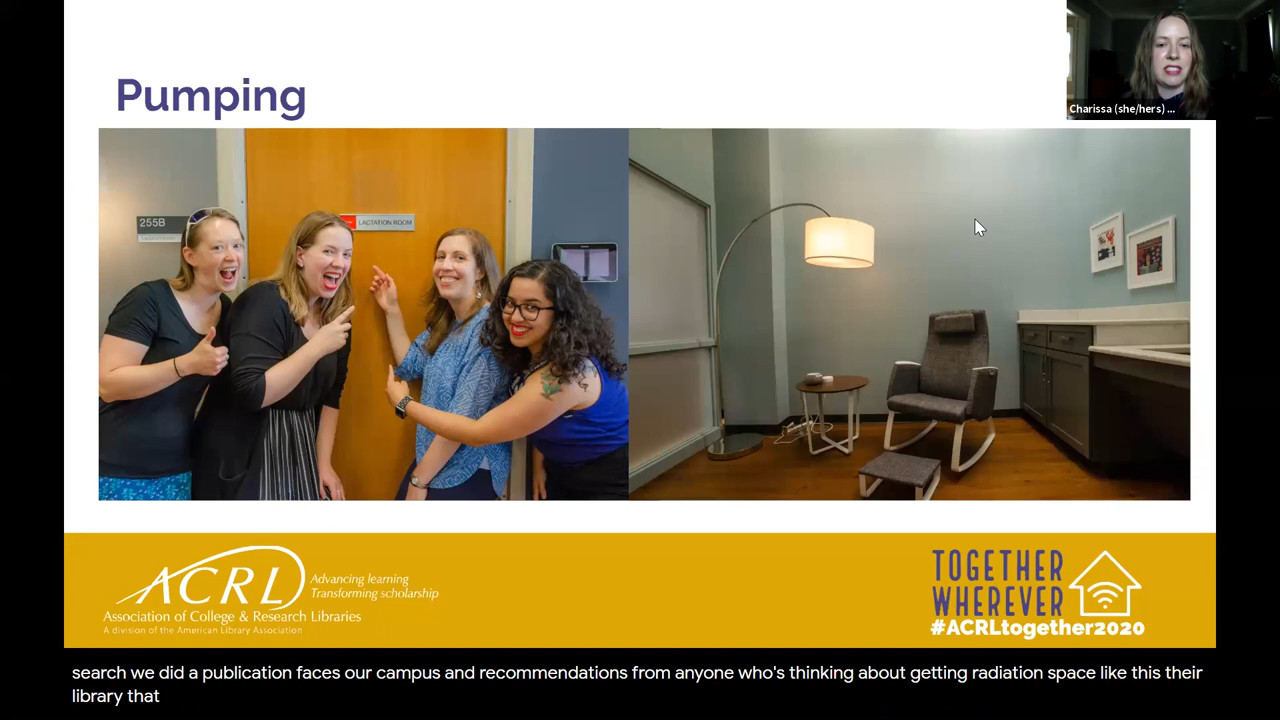 Pumping
Charissa (she/hers) ...
255B
LACTATION ROOM
ACRL
Advancing learning
Transforming scholarship
Association of College & Research Libraries
A division of the American Library Association
TOGETHER
WHEREVER
#ACRLtogether2020
search we did a publication faces our campus and recommendations from anyone who's thinking about getting radiation space like this their
library that